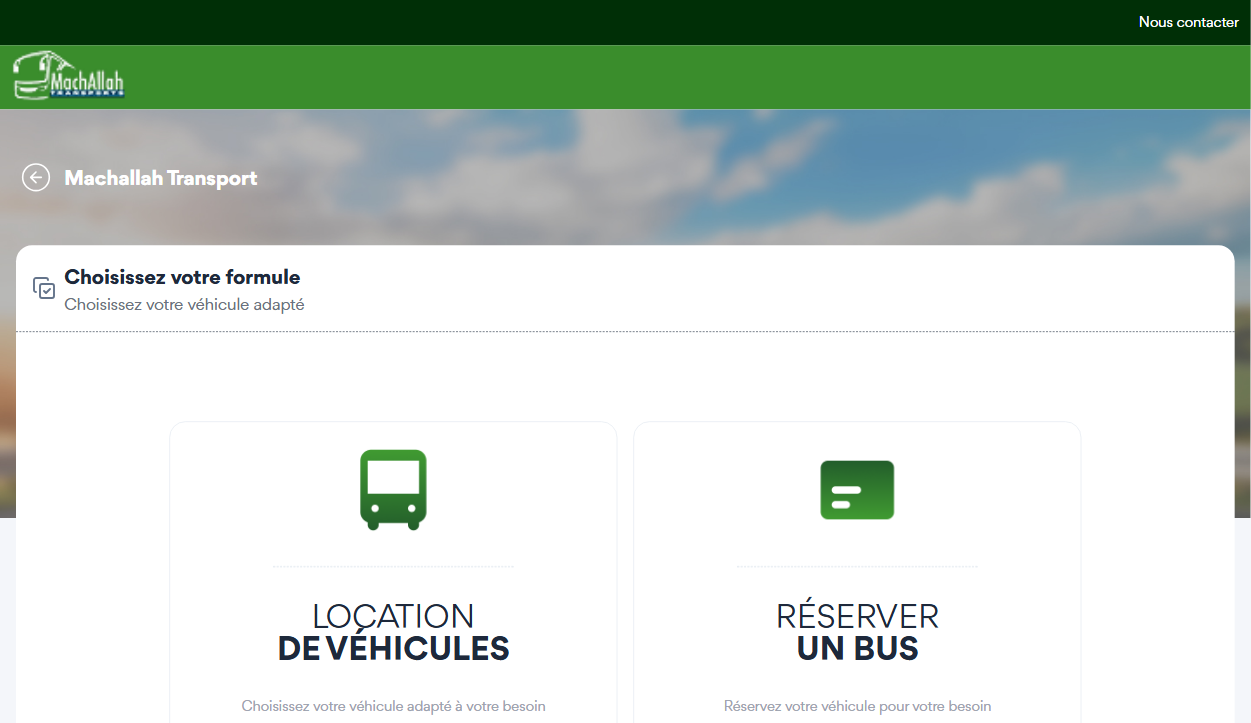 Nous contacter
MachAllah
TRANSPORTS
Machallah Transport
Choisissez votre formule
Choisissez votre véhicule adapté
LOCATION
DE VÉHICULES
Choisissez votre véhicule adapté à votre besoin
RÉSERVER
UN BUS
Réservez votre véhicule pour votre besoin